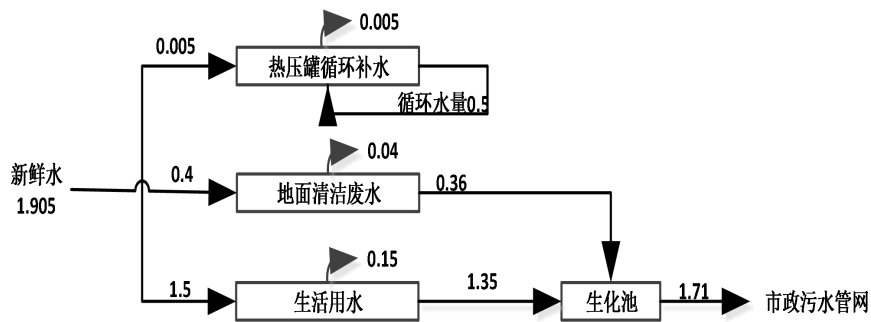 0.005
0.005
热压罐循环补水
循环水量0.5
新鲜水
1.905
0.4
0.04
地面清洁废水
0.36
0.15
1.5
生活用水
1.35
生化池
1.71
市政污水管网